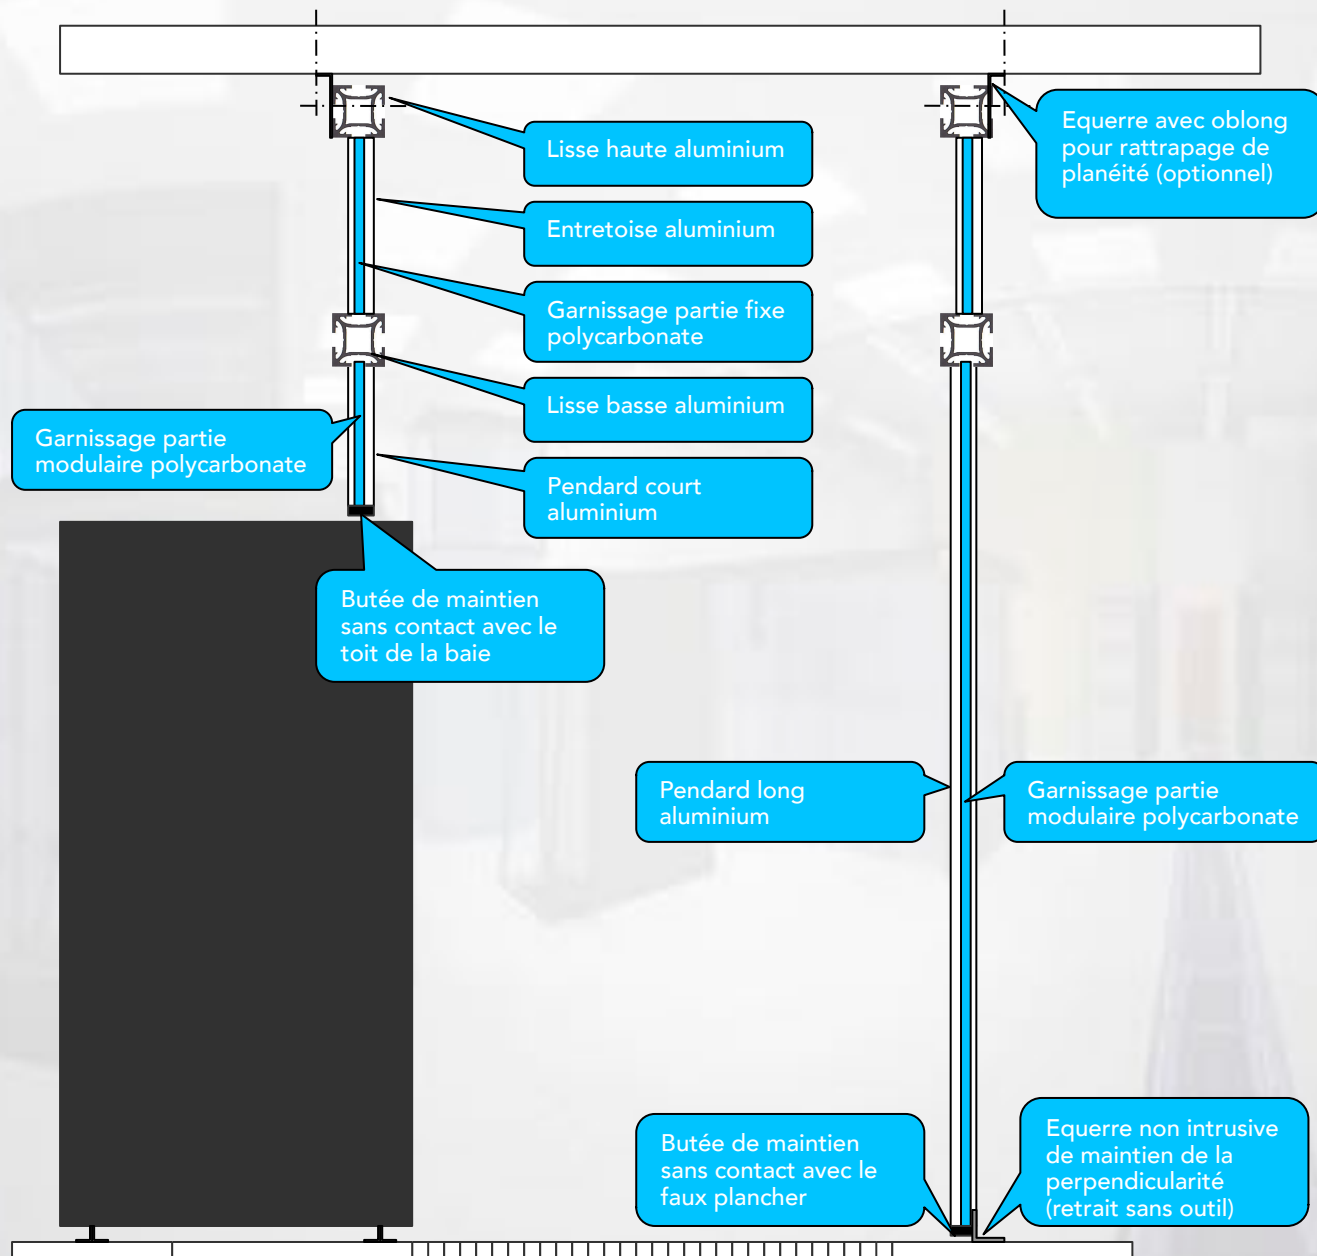 Lisse haute aluminium
Equerre avec oblong
pour rattrapage de
planéité (optionnel)
Entretoise aluminium
Garnissage partie fixe
polycarbonate
Lisse basse aluminium
Garnissage partie
modulaire polycarbonate
Pendard court
aluminium
Butée de maintien
sans contact avec le
toit de la baie
Pendard long
aluminium
Garnissage partie
modulaire polycarbonate
Butée de maintien
sans contact avec le
faux plancher
Equerre non intrusive
de maintien de la
perpendicularité
(retrait sans outil)